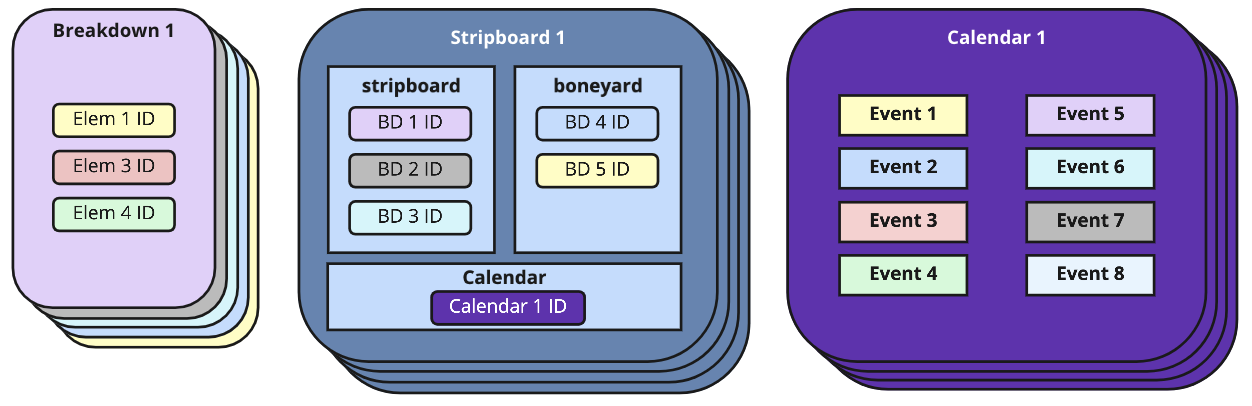 Breakdown 1
Elem 1 ID
Elem 3 ID
Elem 4 ID
Stripboard 1
stripboard
BD 1 ID
BD 2 ID
BD 3 ID
boneyard
BD 4 ID
BD 5 ID
Calendar
Calendar 1 ID
Calendar 1
Event 1
Event 2
Event 3
Event 4
Event 5
Event 6
Event 7
Event 8